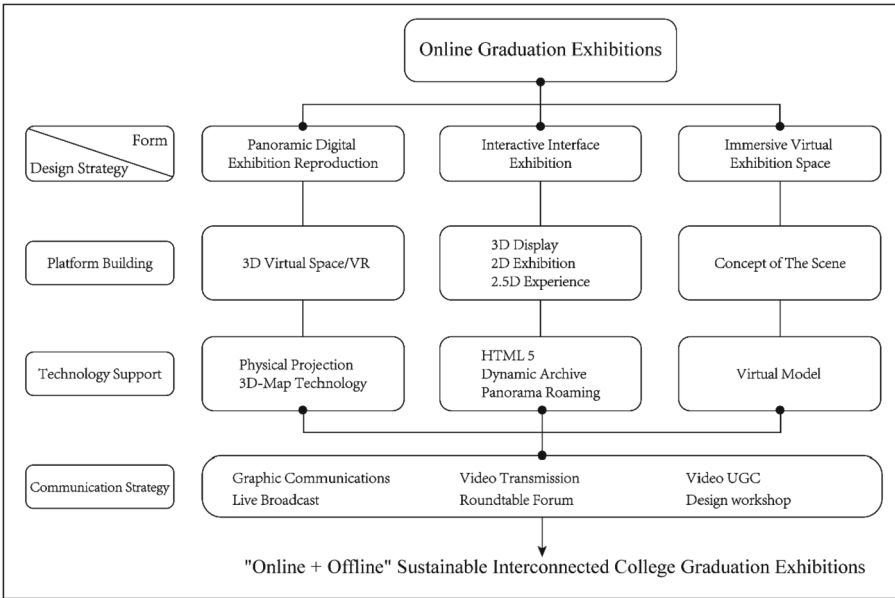 Online Graduation Exhibitions
Form
Design Strategy
Panoramic Digital
Exhibition Reproduction
Interactive Interface
Exhibition
Immersive Virtual
Exhibition Space
Platform Building
3D Virtual Space/VR
3D Display
2D Exhibition
2.5D Experience
Concept of The Scene
Technology Support
Physical Projection
3D-Map Technology
HTML 5
Dynamic Archive
Panorama Roaming
Virtual Model
Communication Strategy
Graphic Communications
Live Broadcast
Video Transmission
Roundtable Forum
Video UGC
Design workshop
"Online + Offline" Sustainable Interconnected College Graduation Exhibitions